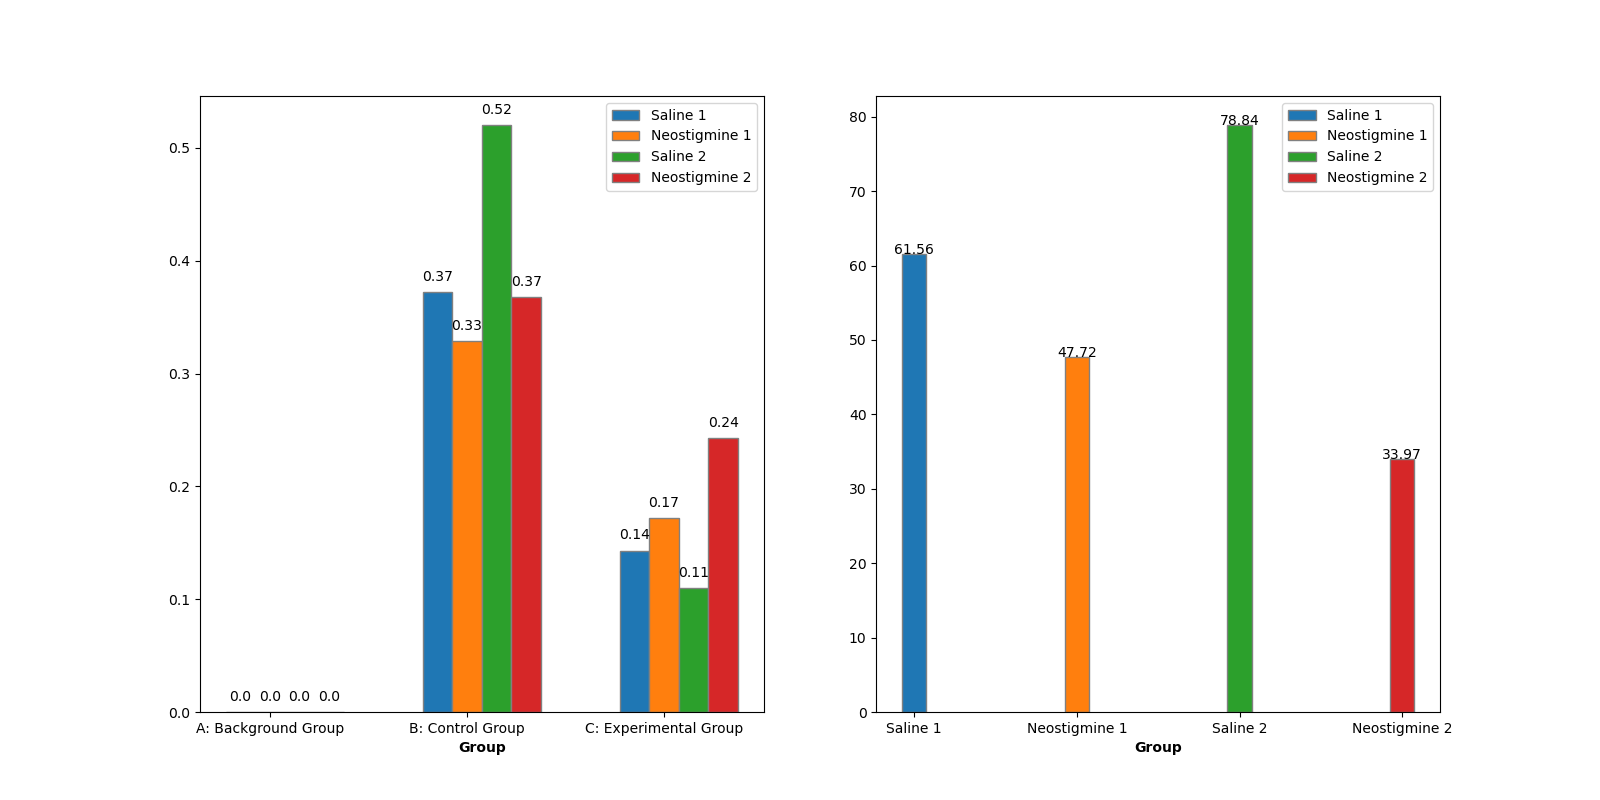 0.5
0.4
0.3
0.2
0.1
0.0
0.0 0.0 0.0 0.0
0.37
0.33
0.52
0.37
0.14
0.17
0.11
0.24
Saline 1
Neostigmine 1
Saline 2
Neostigmine 2
A: Background Group
B: Control Group
C: Experimental Group
Group
80
70
60
50
40
30
20
10
0
61.56
47.72
78.84
33.97
Saline 1
Neostigmine 1
Saline 2
Neostigmine 2
Saline 1
Neostigmine 1
Saline 2
Neostigmine 2
Group